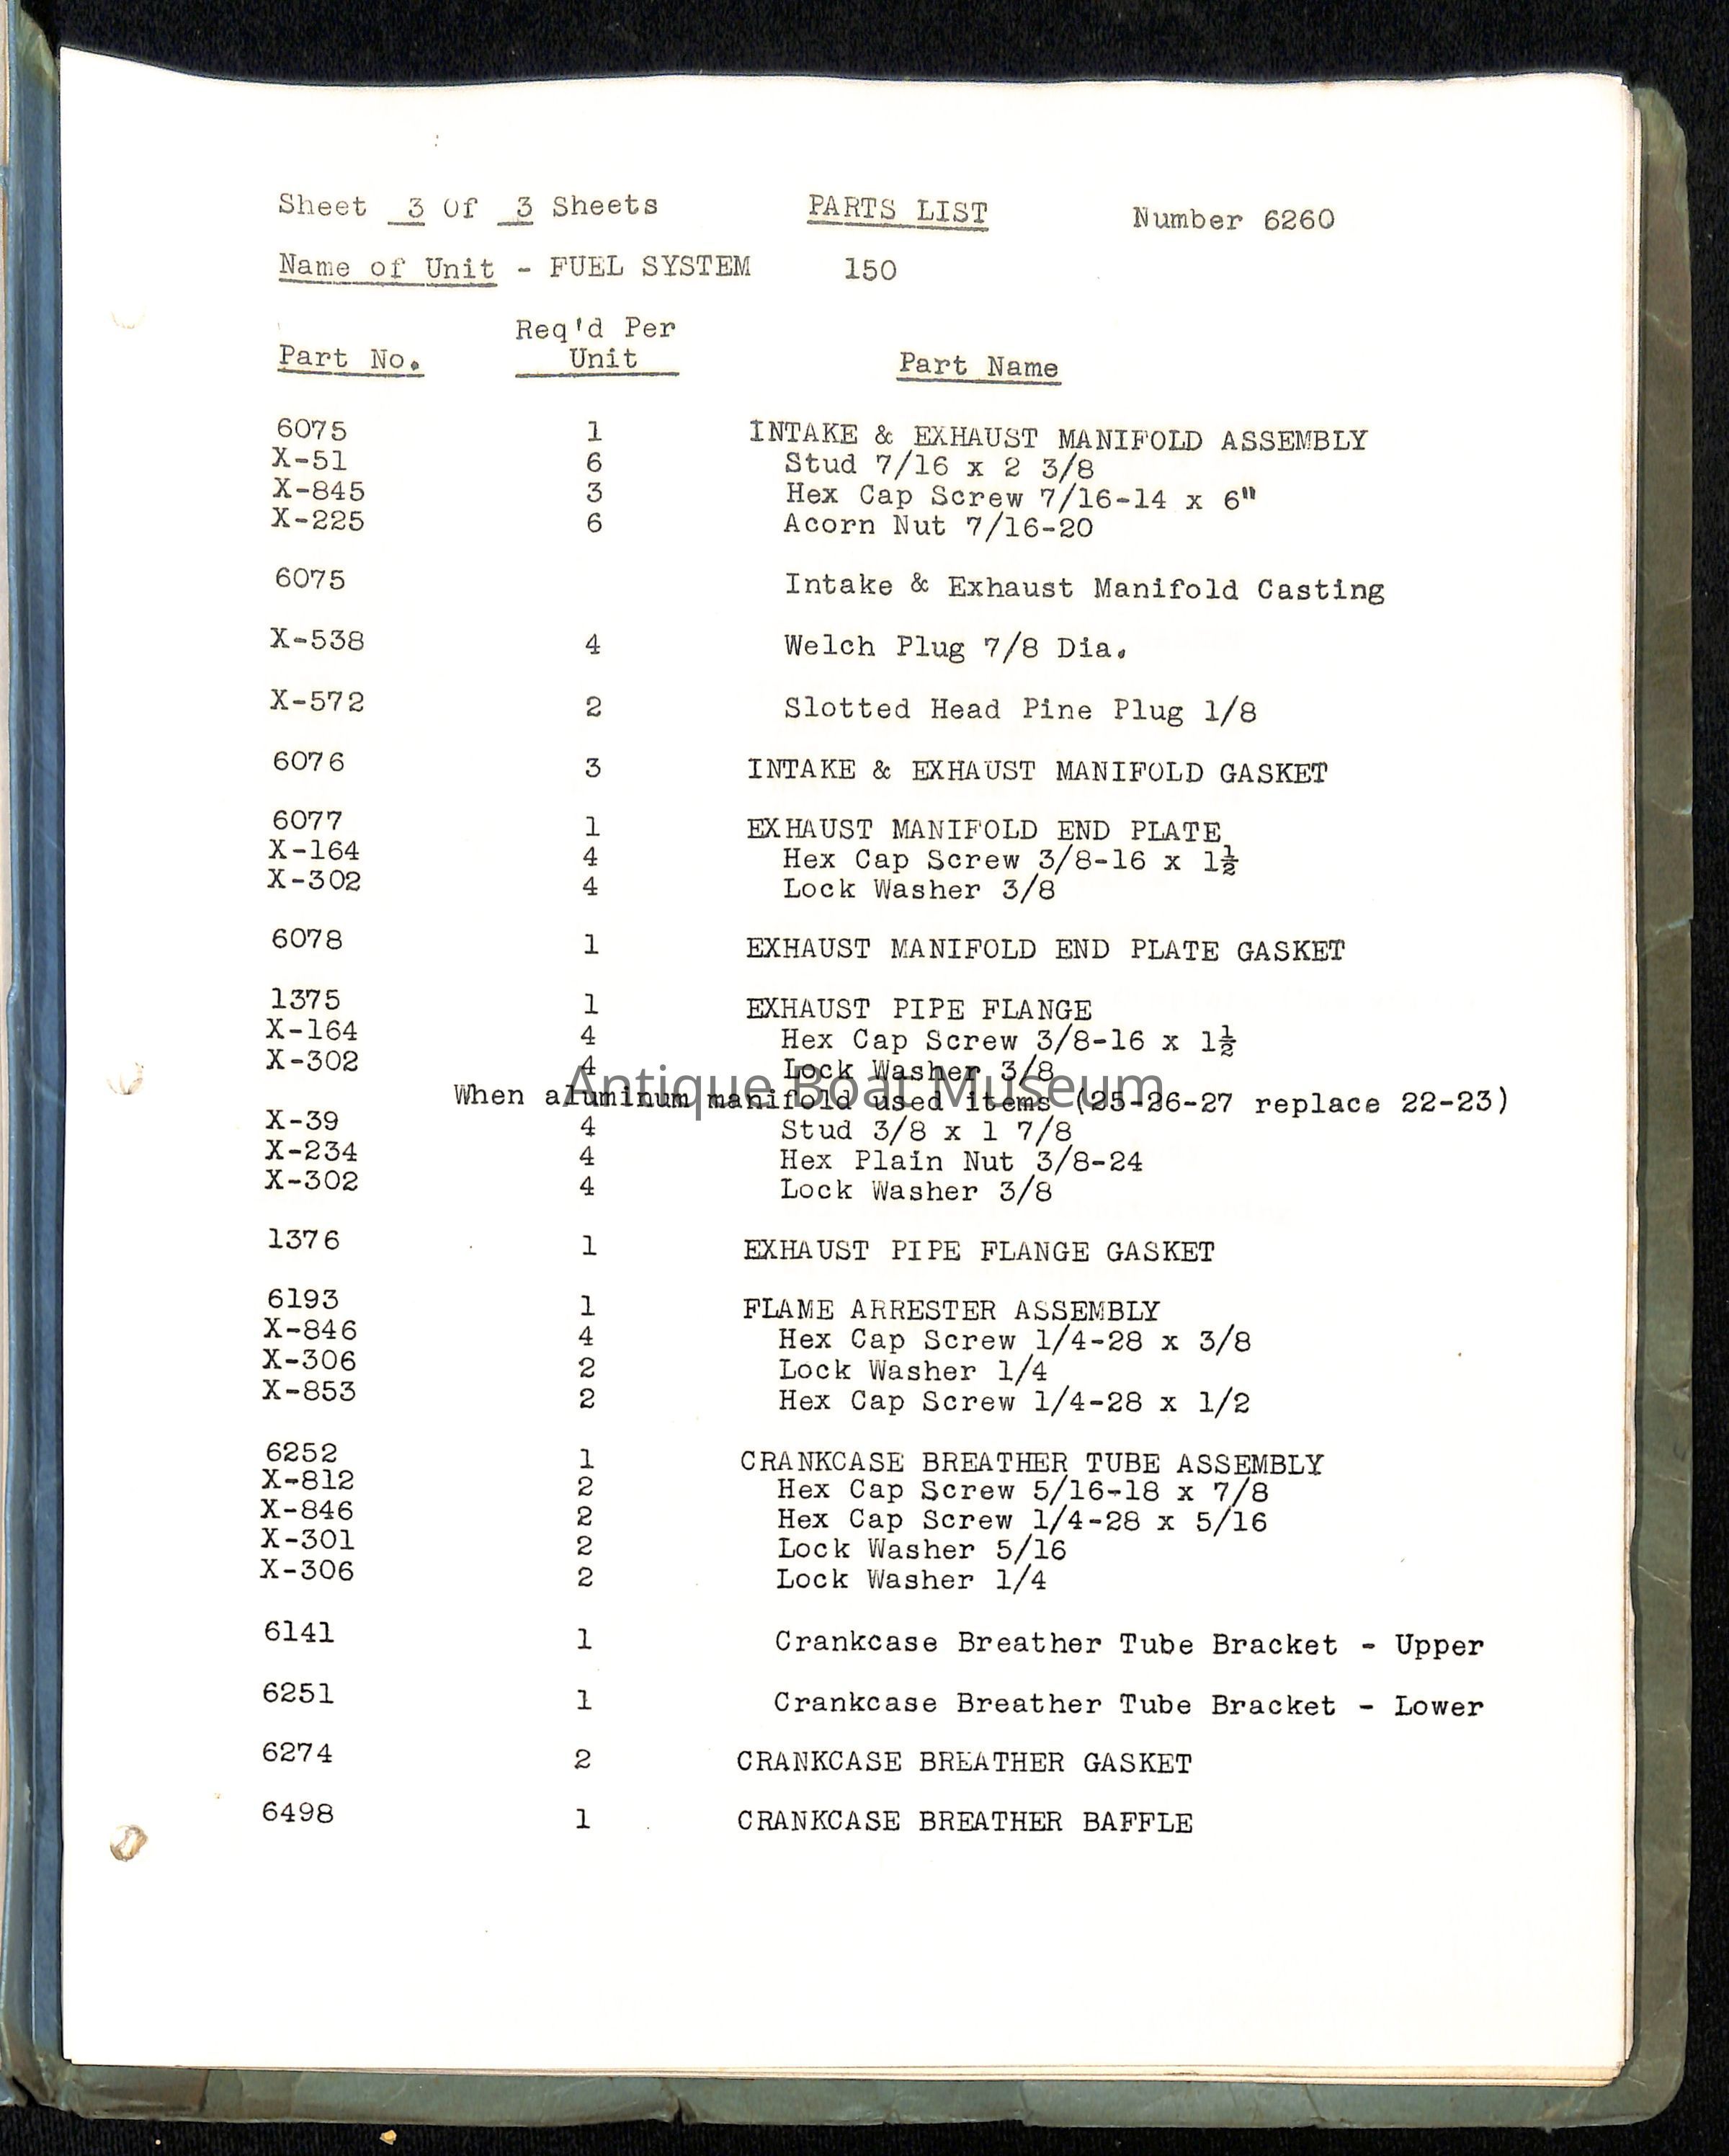 Sheet 3 Of 3 Sheets PARTS LIST Number 6260
Name of Unit - FUEL SYSTEM 150
Req'd Per
Part No. Unit Part Name
6075 1 INTAKE & EXHAUST MANIFOLD ASSEMBLY
X-51 6 Stud 7/16 x 2 3/8
X-845 3 Hex Cap Screw 7/16-14 x 6"
X-225 6 Acorn Nut 7/16-20
6075 Intake & Exhaust Manifold Casting
X-538 4 Welch Plug 7/8 Dia.
X-572 2 Slotted Head Pine Plug 1/8
6076 3 INTAKE & EXHAUST MANIFOLD GASKET
6077 1 EXHAUST MANIFOLD END PLATE
X-164 4 Hex Cap Screw 3/8-16 x 1½
X-302 4 Lock Washer 3/8
6078 1 EXHAUST MANIFOLD END PLATE GASKET
1375 1 EXHAUST PIPE FLANGE
X-164 4 Hex Cap Screw 3/8-16 x 1½
X-302 4 Lock Washer 3/8
Antique Boat Museum
When aluminum manifold used items (25-26-27 replace 22-23)
X-39 4 Stud 3/8 x 1 7/8
X-234 4 Hex Plain Nut 3/8-24
X-302 4 Lock Washer 3/8
1376 1 EXHAUST PIPE FLANGE GASKET
6193 1 FLAME ARRESTER ASSEMBLY
X-846 4 Hex Cap Screw 1/4-28 x 3/8
X-306 2 Lock Washer 1/4
X-853 2 Hex Cap Screw 1/4-28 x 1/2
6252 1 CRANKCASE BREATHER TUBE ASSEMBLY
X-812 2 Hex Cap Screw 5/16-18 x 7/8
X-846 2 Hex Cap Screw 1/4-28 x 5/16
X-301 2 Lock Washer 5/16
X-306 2 Lock Washer 1/4
6141 1 Crankcase Breather Tube Bracket - Upper
6251 1 Crankcase Breather Tube Bracket - Lower
6274 2 CRANKCASE BREATHER GASKET
6498 1 CRANKCASE BREATHER BAFFLE